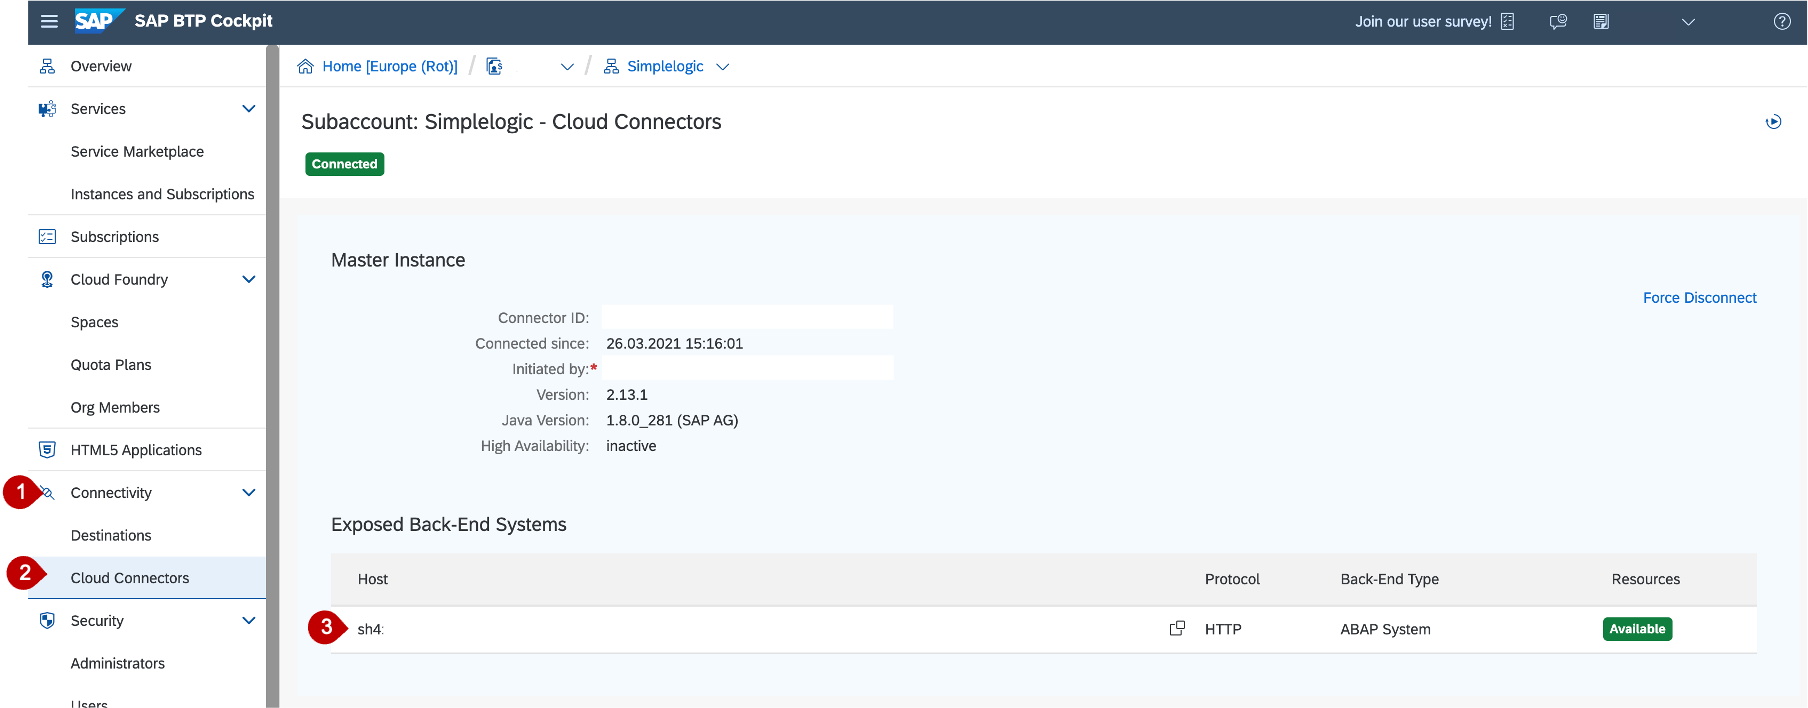 SAP SAP BTP Cockpit
Join our user survey!
Overview
Services
Service Marketplace
Instances and Subscriptions
Subscriptions
Cloud Foundry
Spaces
Quota Plans
Org Members
HTML5 Applications
1 Connectivity
Destinations
2 Cloud Connectors
Security
Administrators
Users
Home [Europe (Rot)] / / Simplelogic
Subaccount: Simplelogic - Cloud Connectors
Connected
Master Instance
Force Disconnect
Connector ID:
Connected since: 26.03.2021 15:16:01
Initiated by:*
Version: 2.13.1
Java Version: 1.8.0_281 (SAP AG)
High Availability: inactive
Exposed Back-End Systems
Host Protocol Back-End Type Resources
3 sh4: HTTP ABAP System Available